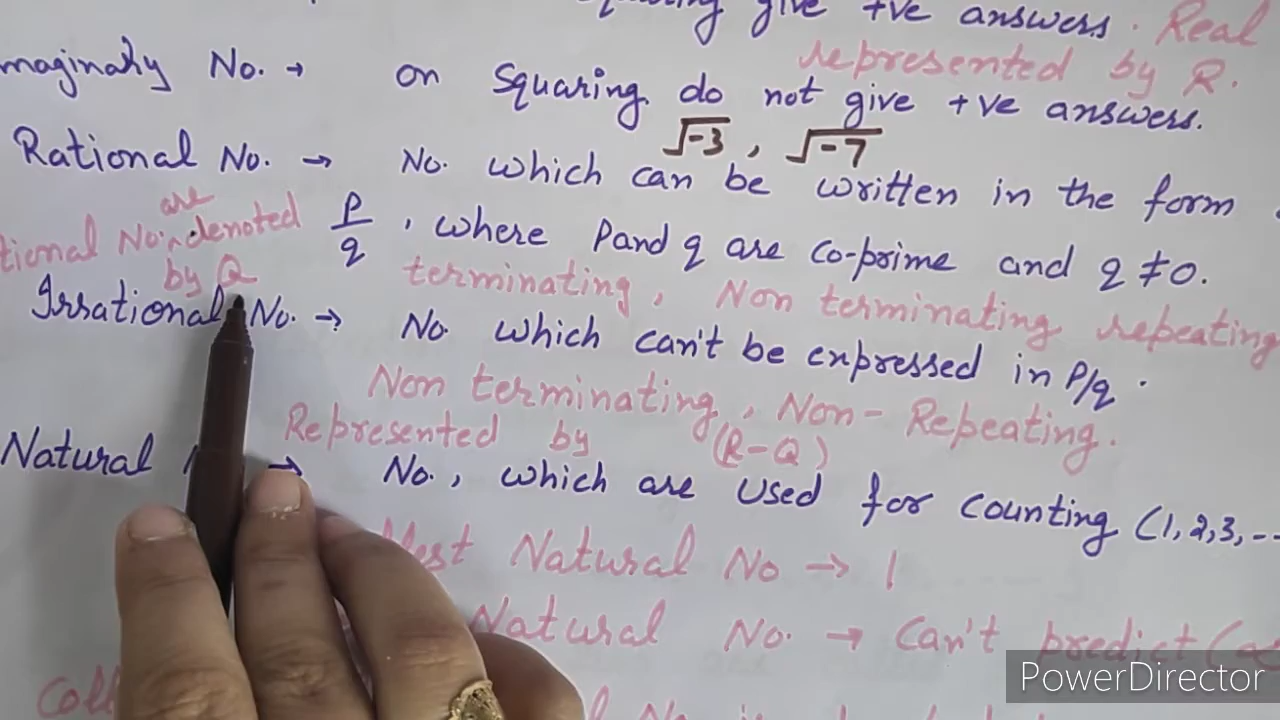 Squaring give +ve answers. Real
represented by R.
maginary No. → on Squaring do not give +ve answers.
√-3, √-7
Rational No. → No. which can be written in the form
tional No. are denoted by Q
P/q, where P and q are co-prime and q ≠ 0.
terminating, Non terminating repeating
Irrational No. → No. which can't be expressed in P/q.
Non terminating, Non-Repeating.
Represented by (R-Q)
Natural → No., which are used for counting (1, 2, 3, --
llest Natural No → 1
Natural No. → Can't predict (
Coll
No
PowerDirector